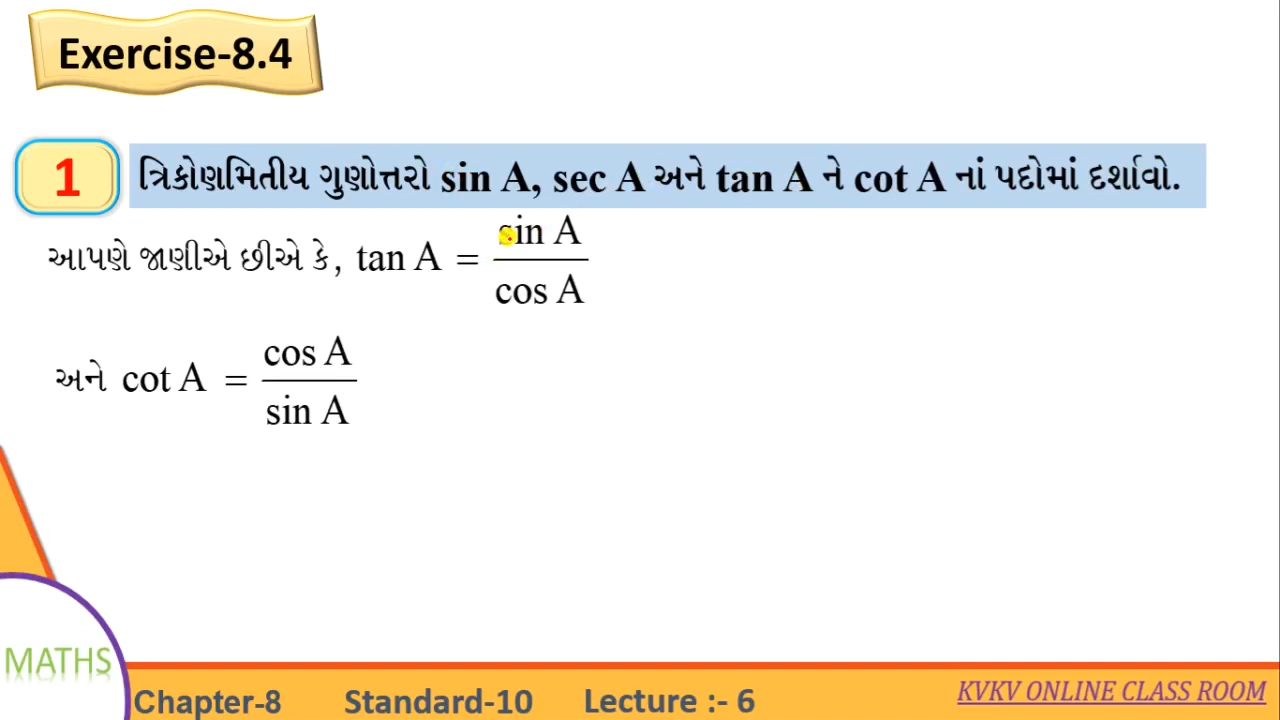 Exercise-8.4
1 ત્રિકોણમિતીય ગુણોત્તરો sin A, sec A અને tan A ને cot A નાં પદોમાં દર્શાવો.
આપણે જાણીએ છીએ કે, tan A = sin A / cos A
અને cot A = cos A / sin A
MATHS
Chapter-8 Standard-10 Lecture :- 6 KVKV ONLINE CLASS ROOM